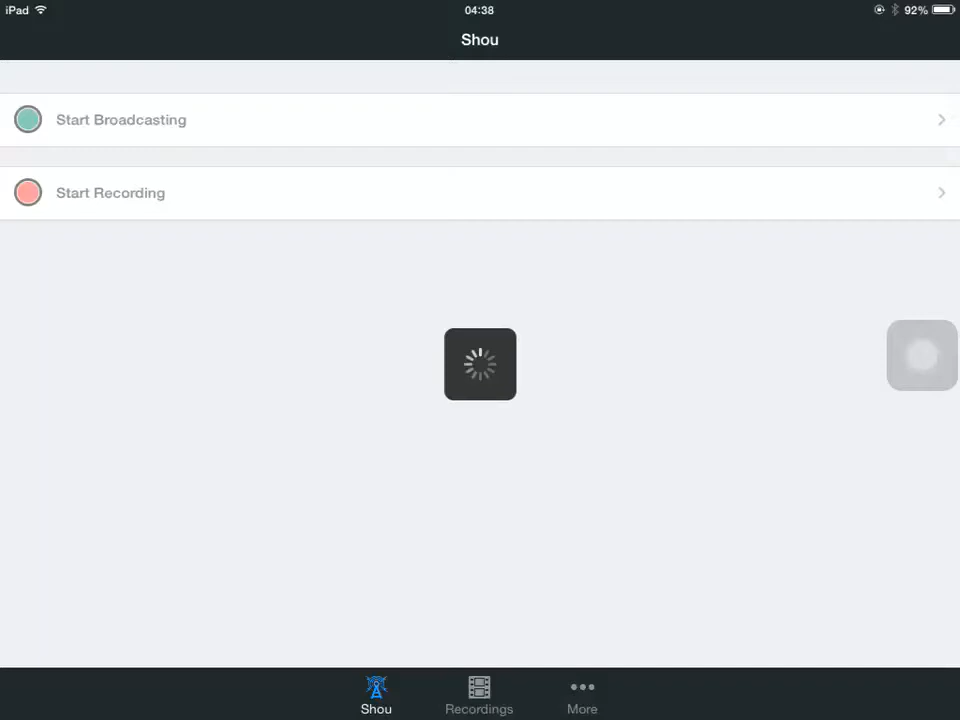 iPad 04:38 92%
Shou
Start Broadcasting
Start Recording
Shou Recordings More